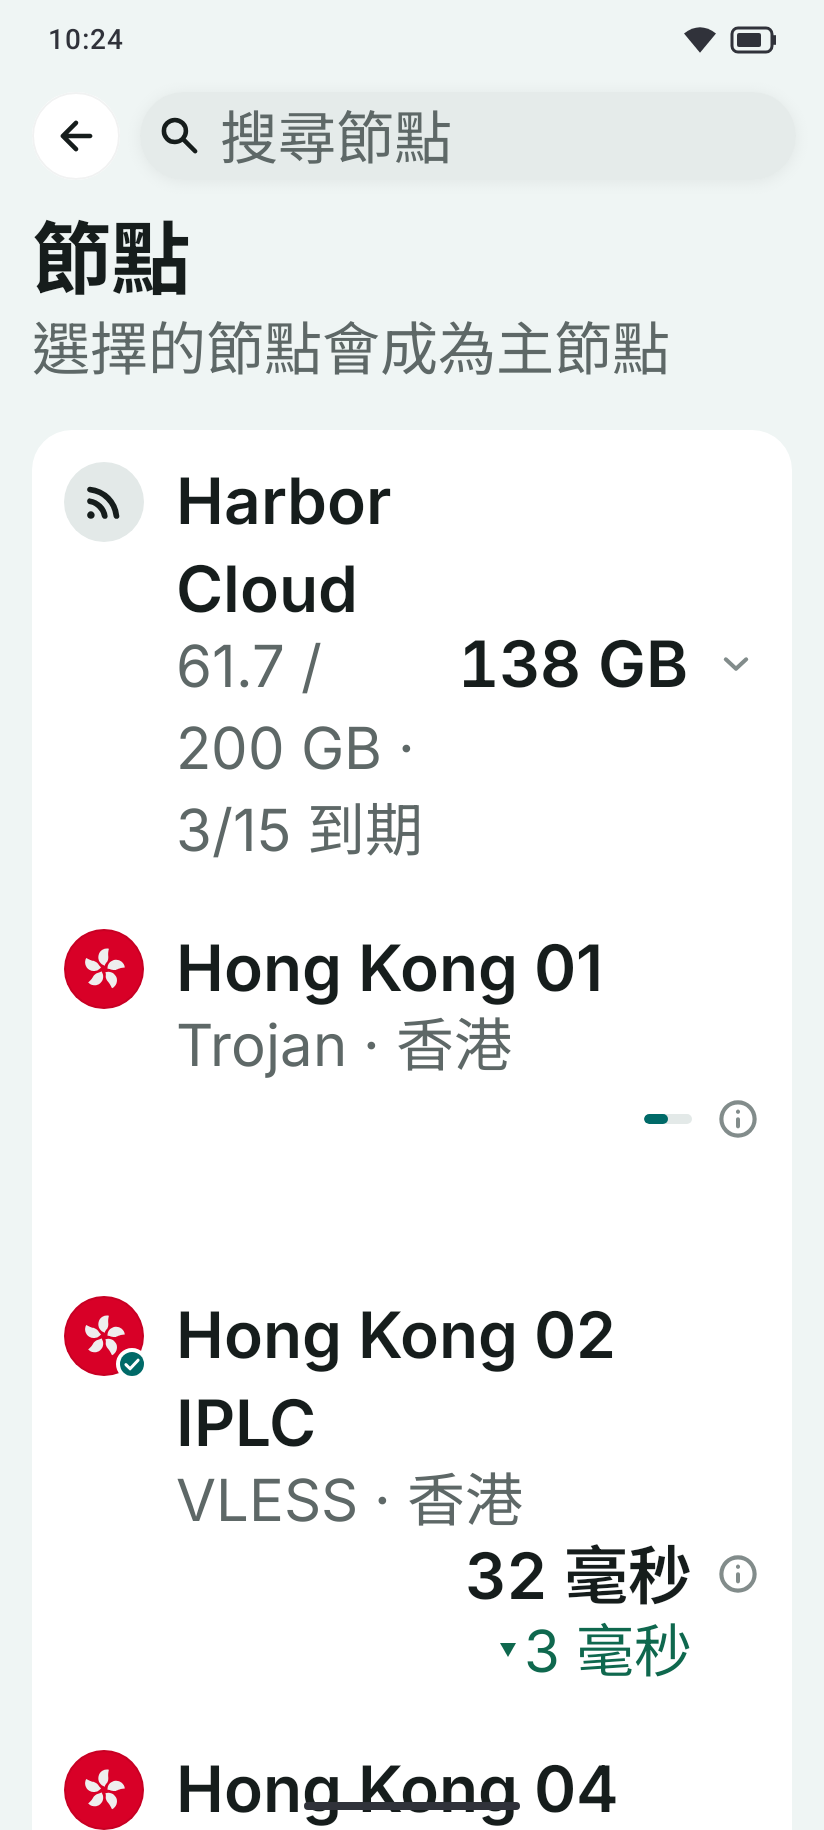 10:24
搜尋節點
節點
選擇的節點會成為主節點
Harbor
Cloud
61.7 /
200 GB ·
3/15 到期
138 GB
Hong Kong 01
Trojan · 香港
Hong Kong 02
IPLC
VLESS · 香港
32 毫秒
▼3 毫秒
Hong Kong 04